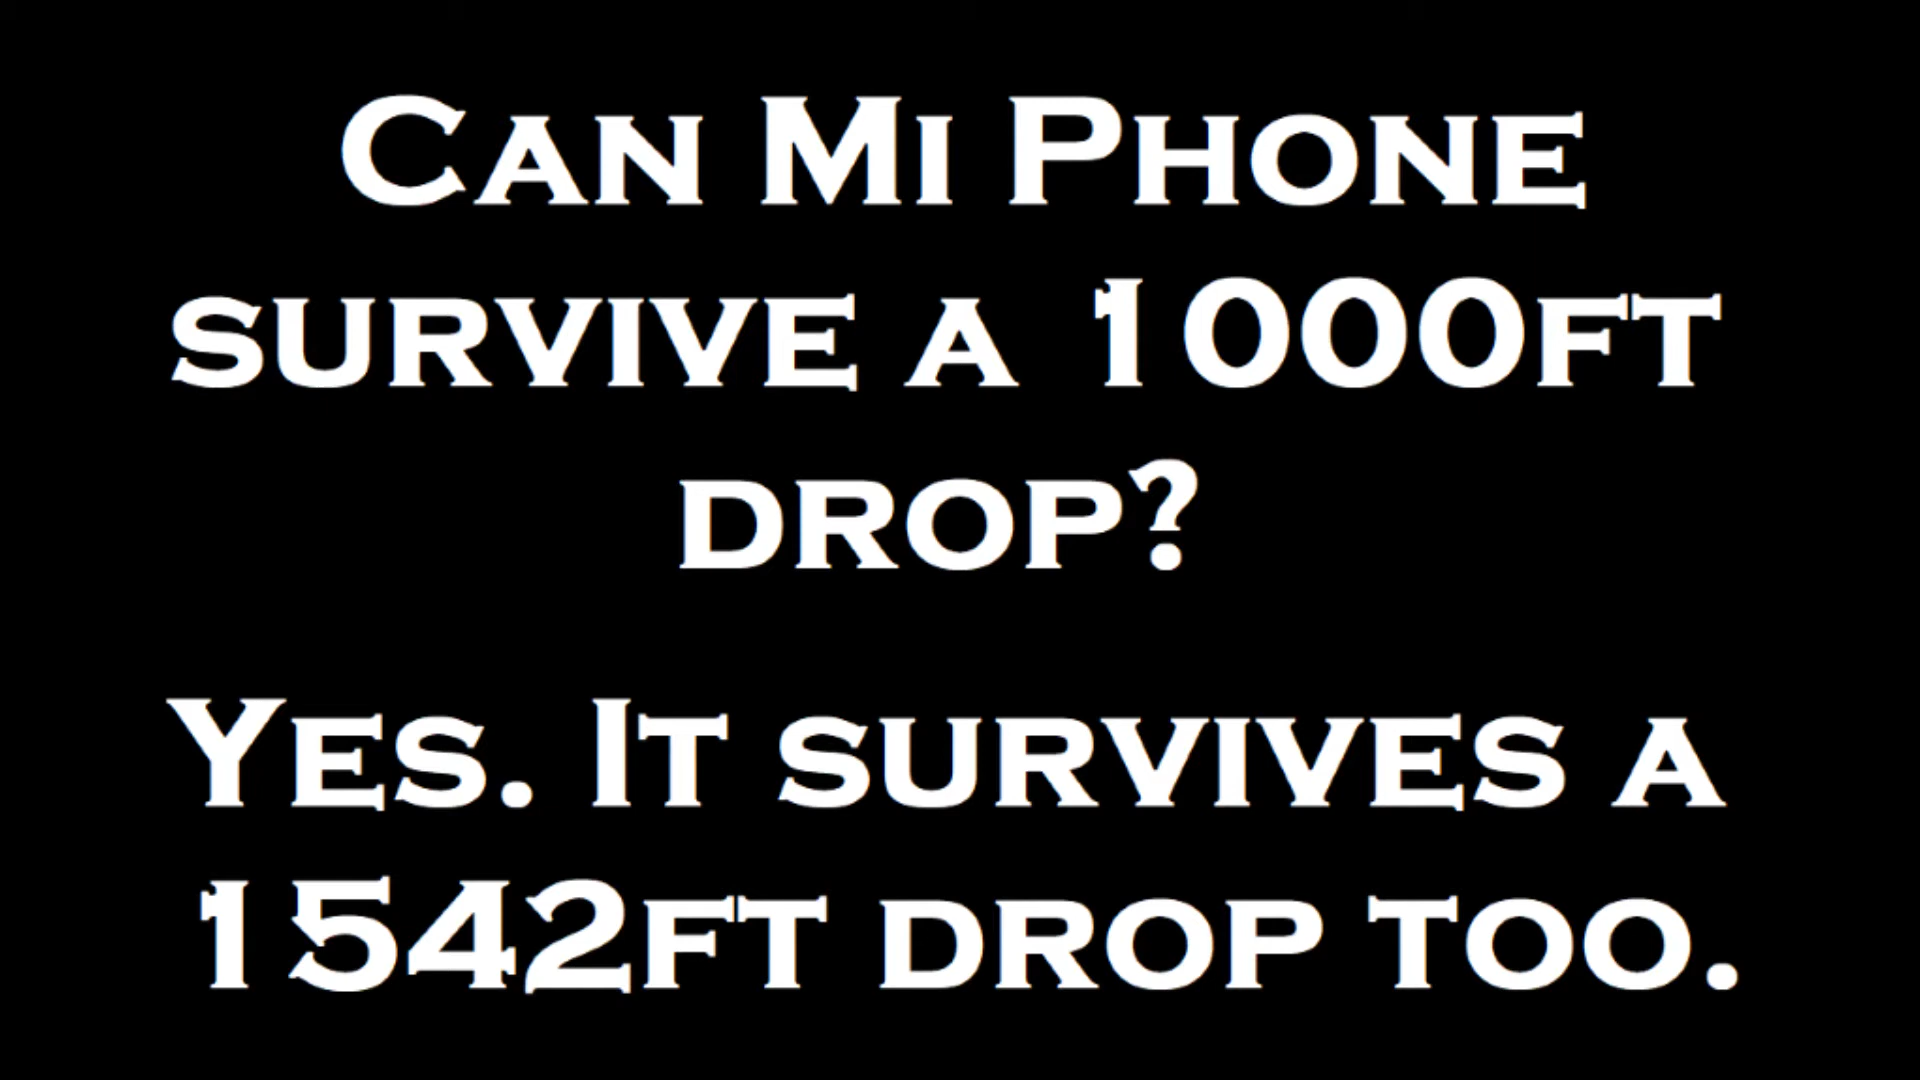 Can Mi Phone
survive a 1000ft
drop?
Yes. It survives a
1542ft drop too.